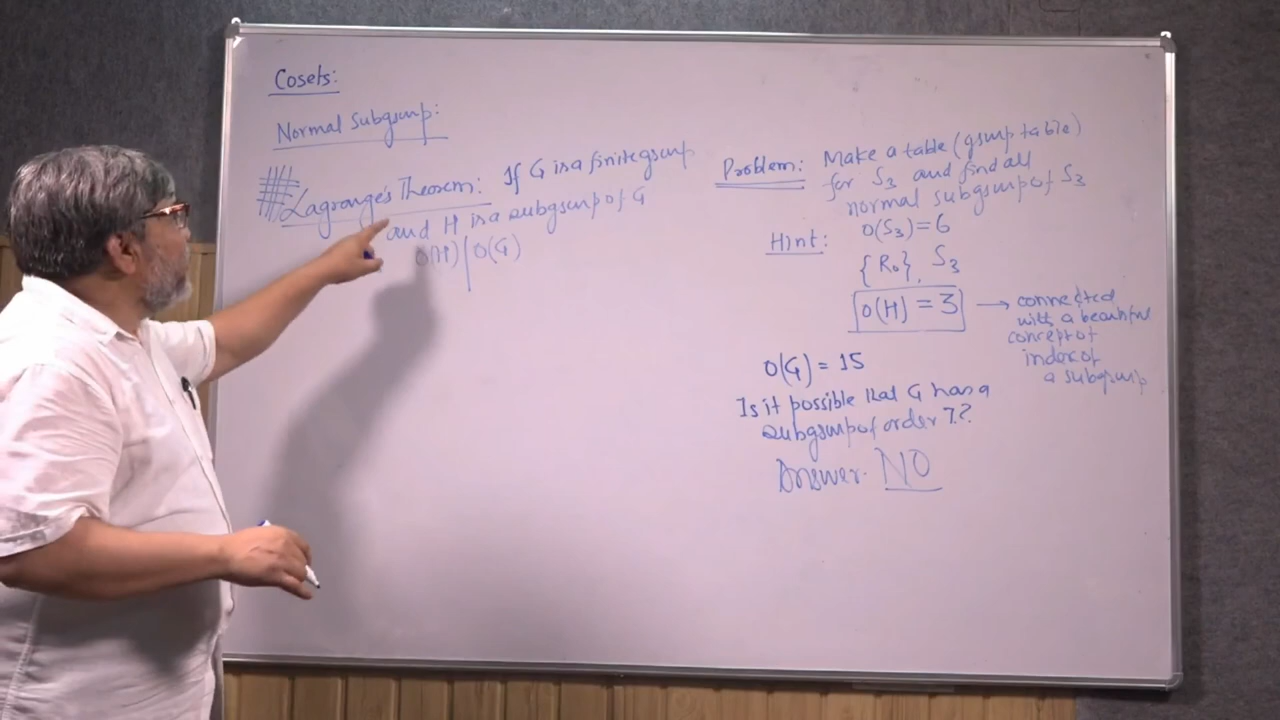 Cosets:
Normal Subgroup:
Lagrange's Theorem: If G is a finite group
and H is a subgroup of G
O(H) | O(G)
Problem: Make a table (group table)
for S3 and find all
normal subgroup of S3
Hint: O(S3) = 6
{R0}, S3
O(H) = 3 → connected
with a beautiful
concept of
index of
a subgroup
O(G) = 15
Is it possible that G has a
subgroup of order 7?
Answer. NO